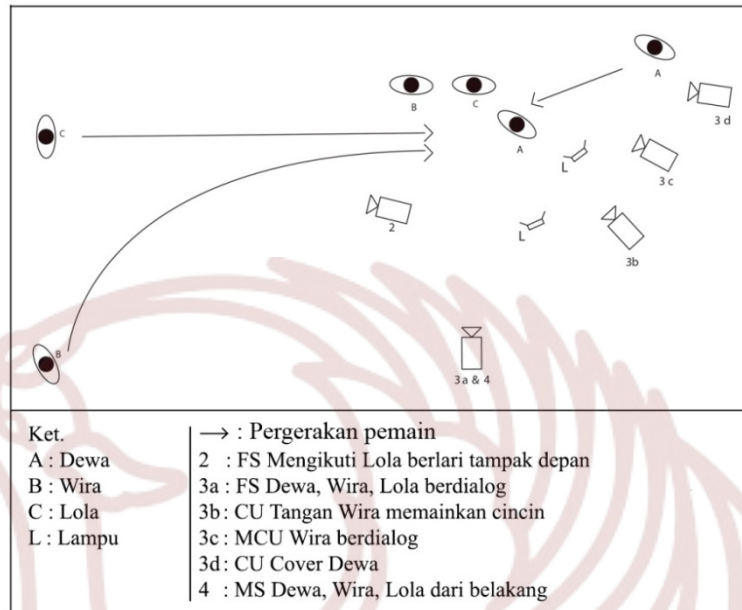 A
B
C
A
3 d
C
L
3 c
2
L
3b
B
3 a & 4
Ket.
A : Dewa
B : Wira
C : Lola
L : Lampu
→ : Pergerakan pemain
2 : FS Mengikuti Lola berlari tampak depan
3a : FS Dewa, Wira, Lola berdialog
3b : CU Tangan Wira memainkan cincin
3c : MCU Wira berdialog
3d : CU Cover Dewa
4 : MS Dewa, Wira, Lola dari belakang